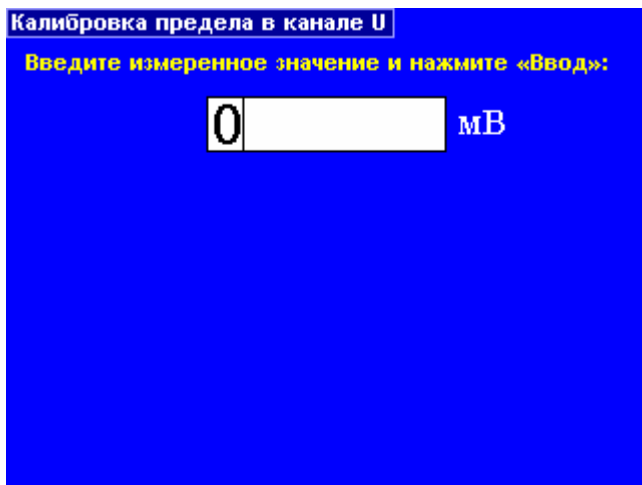 Калибровка предела в канале U
Введите измеренное значение и нажмите «Ввод»:
0 мВ